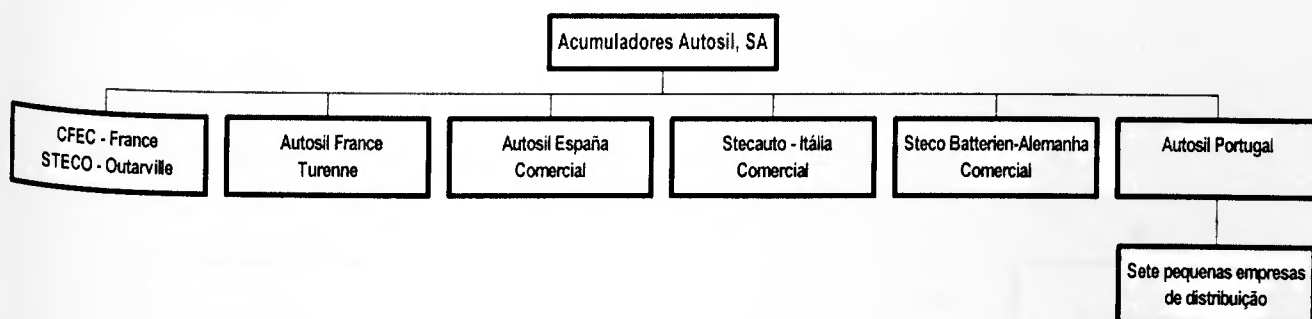 Acumuladores Autosil, SA
CFEC - France
STECO - Outarville
Autosil France
Turenne
Autosil España
Comercial
Stecauto - Itália
Comercial
Steco Batterien-Alemanha
Comercial
Autosil Portugal
Sete pequenas empresas
de distribuição